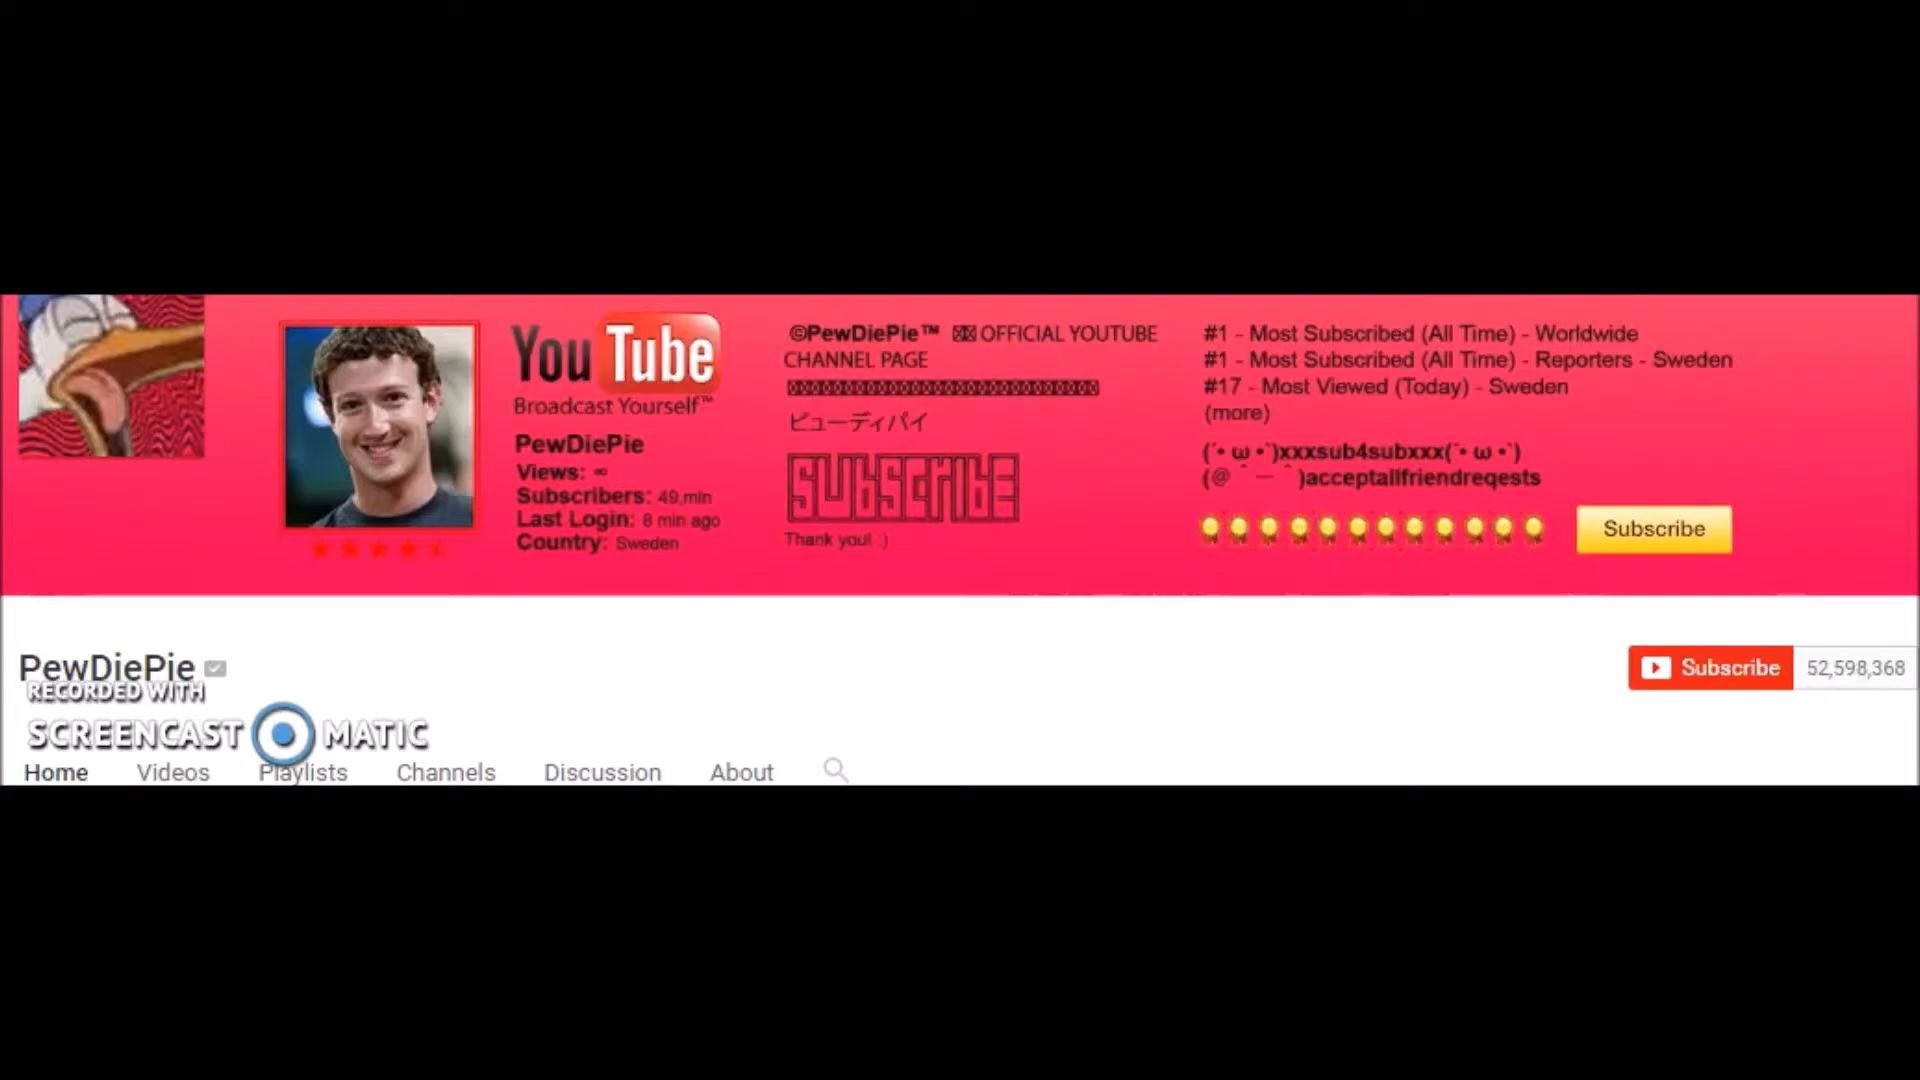 YouTube
Broadcast Yourself™
PewDiePie
Views: ∞
Subscribers: 49,min
Last Login: 8 min ago
Country: Sweden
©PewDiePie™ OFFICIAL YOUTUBE
CHANNEL PAGE
ピューディパイ
SUBSCRIBE
Thank you! :)
#1 - Most Subscribed (All Time) - Worldwide
#1 - Most Subscribed (All Time) - Reporters - Sweden
#17 - Most Viewed (Today) - Sweden
(more)
(´• ω •`)xxxsub4subxxx(´• ω •`)
(@＾－＾)acceptallfriendreqests
Subscribe
PewDiePie
Subscribe 52,598,368
RECORDED WITH
SCREENCAST MATIC
Home Videos Playlists Channels Discussion About